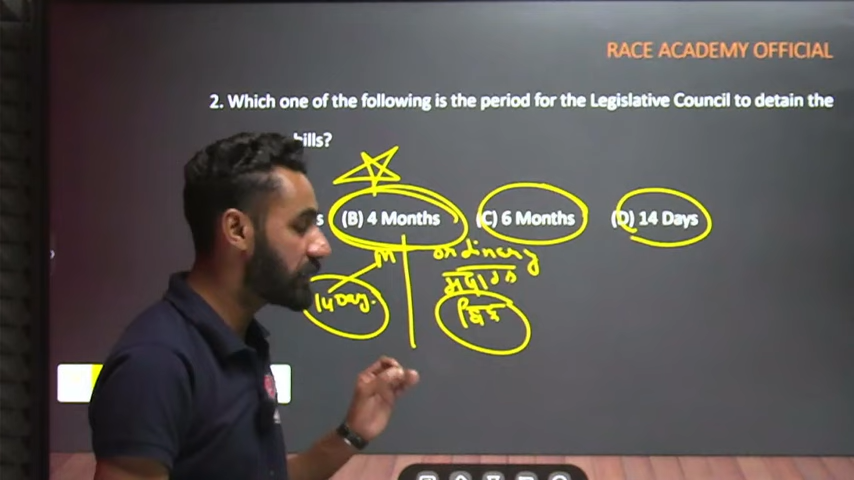 RACE ACADEMY OFFICIAL
2. Which one of the following is the period for the Legislative Council to detain the
bills?
s (B) 4 Months (C) 6 Months (D) 14 Days
M ordinary
14 Day.